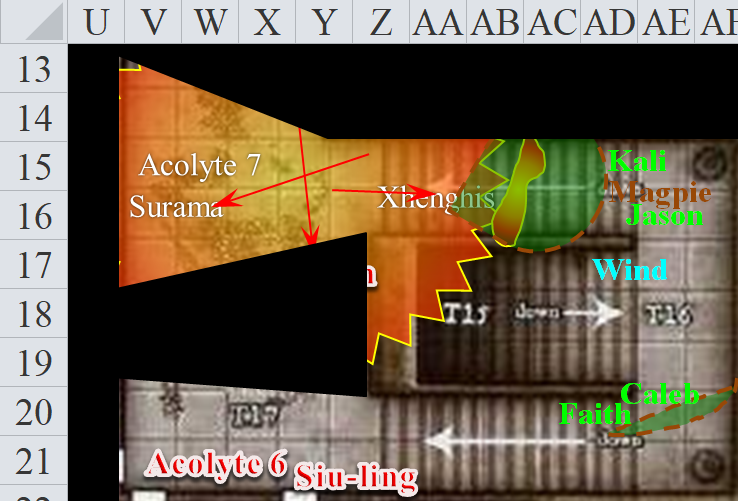 U V W X Y Z AA AB AC AD AE
13
14
15 Acolyte 7 Kali
Xhenghis Magpie
16 Surama Jason
17 Wind
18 T15 down T16
19
20 T17 Faith Caleb
21 down
Acolyte 6 Siu-ling